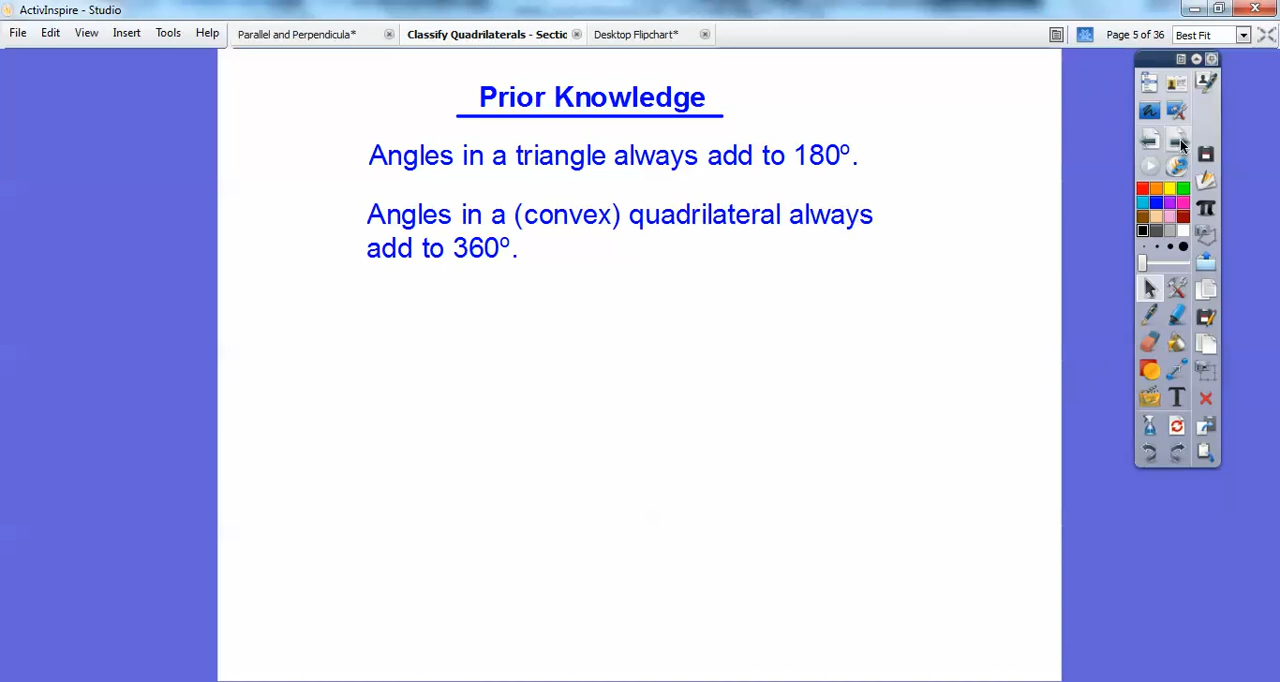 ActivInspire - Studio
File Edit View Insert Tools Help
Parallel and Perpendicula* Classify Quadrilaterals - Sectic Desktop Flipchart* Page 5 of 36 Best Fit
Prior Knowledge
Angles in a triangle always add to 180º.
Angles in a (convex) quadrilateral always
add to 360º.